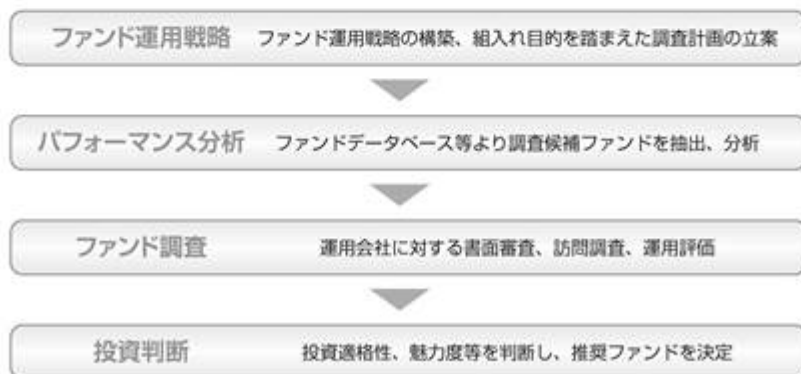 ファンド運用戦略 ファンド運用戦略の構築、組入れ目的を踏まえた調査計画の立案
パフォーマンス分析 ファンドデータベース等より調査候補ファンドを抽出、分析
ファンド調査 運用会社に対する書面審査、訪問調査、運用評価
投資判断 投資適格性、魅力度等を判断し、推奨ファンドを決定